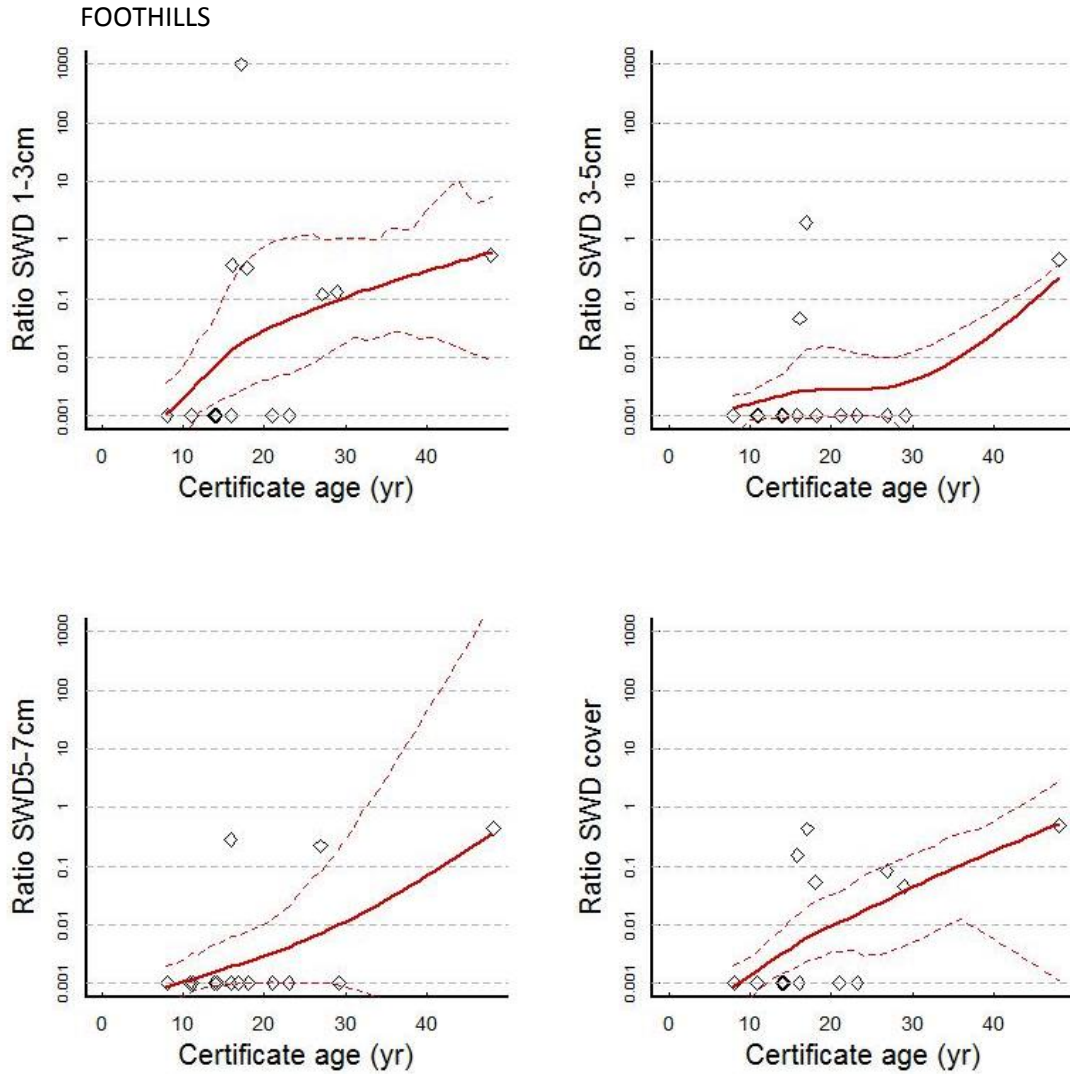 FOOTHILLS
Ratio SWD 1-3cm
1000
100
10
1
0.1
0.01
0.001
0 10 20 30 40
Certificate age (yr)
Ratio SWD 3-5cm
1000
100
10
1
0.1
0.01
0.001
0 10 20 30 40
Certificate age (yr)
Ratio SWD5-7cm
1000
100
10
1
0.1
0.01
0.001
0 10 20 30 40
Certificate age (yr)
Ratio SWD cover
1000
100
10
1
0.1
0.01
0.001
0 10 20 30 40
Certificate age (yr)